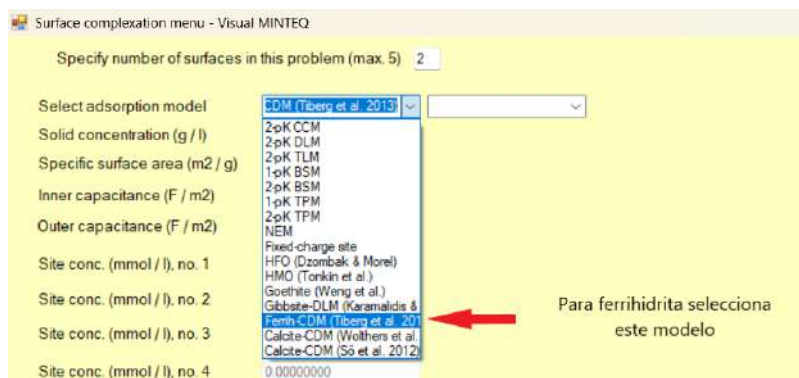 Surface complexation menu - Visual MINTEQ
Specify number of surfaces in this problem (max. 5) 2
Select adsorption model CDM (Tiberg et al. 2013)
Solid concentration (g / l)
Specific surface area (m2 / g)
Inner capacitance (F / m2)
Outer capacitance (F / m2)
Site conc. (mmol / l), no. 1
Site conc. (mmol / l), no. 2
Site conc. (mmol / l), no. 3
Site conc. (mmol / l), no. 4 0.00000000
2-pK CCM
2-pK DLM
2-pK TLM
1-pK BSM
2-pK BSM
1-pK TPM
2-pK TPM
NEM
Fixed-charge site
HFO (Dzombak & Morel)
HMO (Tonkin et al.)
Goethite (Weng et al.)
Gibbsite-DLM (Karamalidis &
Ferrih-CDM (Tiberg et al. 201
Calcite-CDM (Wolthers et al.
Calcite-CDM (Sö et al. 2012)
Para ferrihidrita selecciona
este modelo